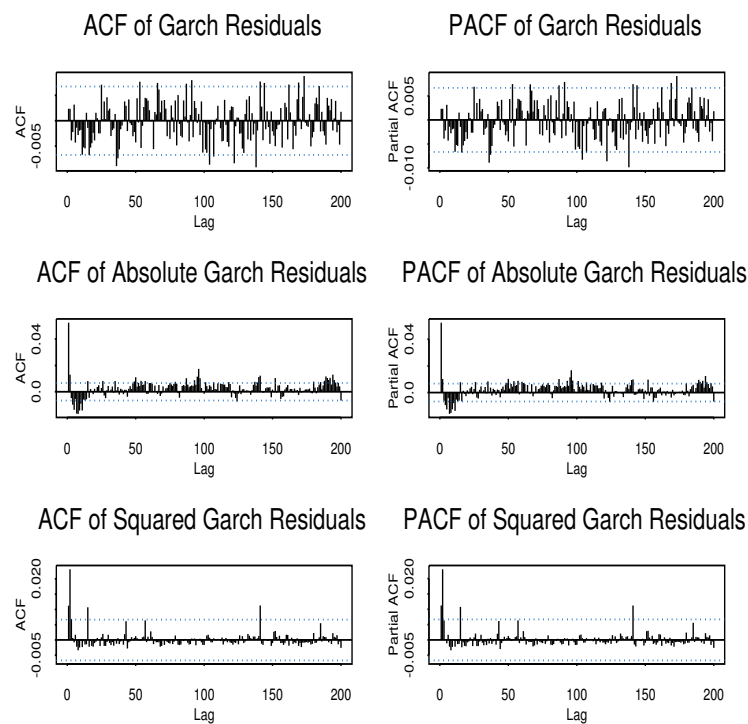 ACF of Garch Residuals
ACF
-0.005
0 50 100 150 200
Lag
PACF of Garch Residuals
Partial ACF
0.005
-0.010
0 50 100 150 200
Lag
ACF of Absolute Garch Residuals
ACF
0.04
0.0
0 50 100 150 200
Lag
PACF of Absolute Garch Residuals
Partial ACF
0.04
0.0
0 50 100 150 200
Lag
ACF of Squared Garch Residuals
ACF
0.020
-0.005
0 50 100 150 200
Lag
PACF of Squared Garch Residuals
Partial ACF
0.020
-0.005
0 50 100 150 200
Lag